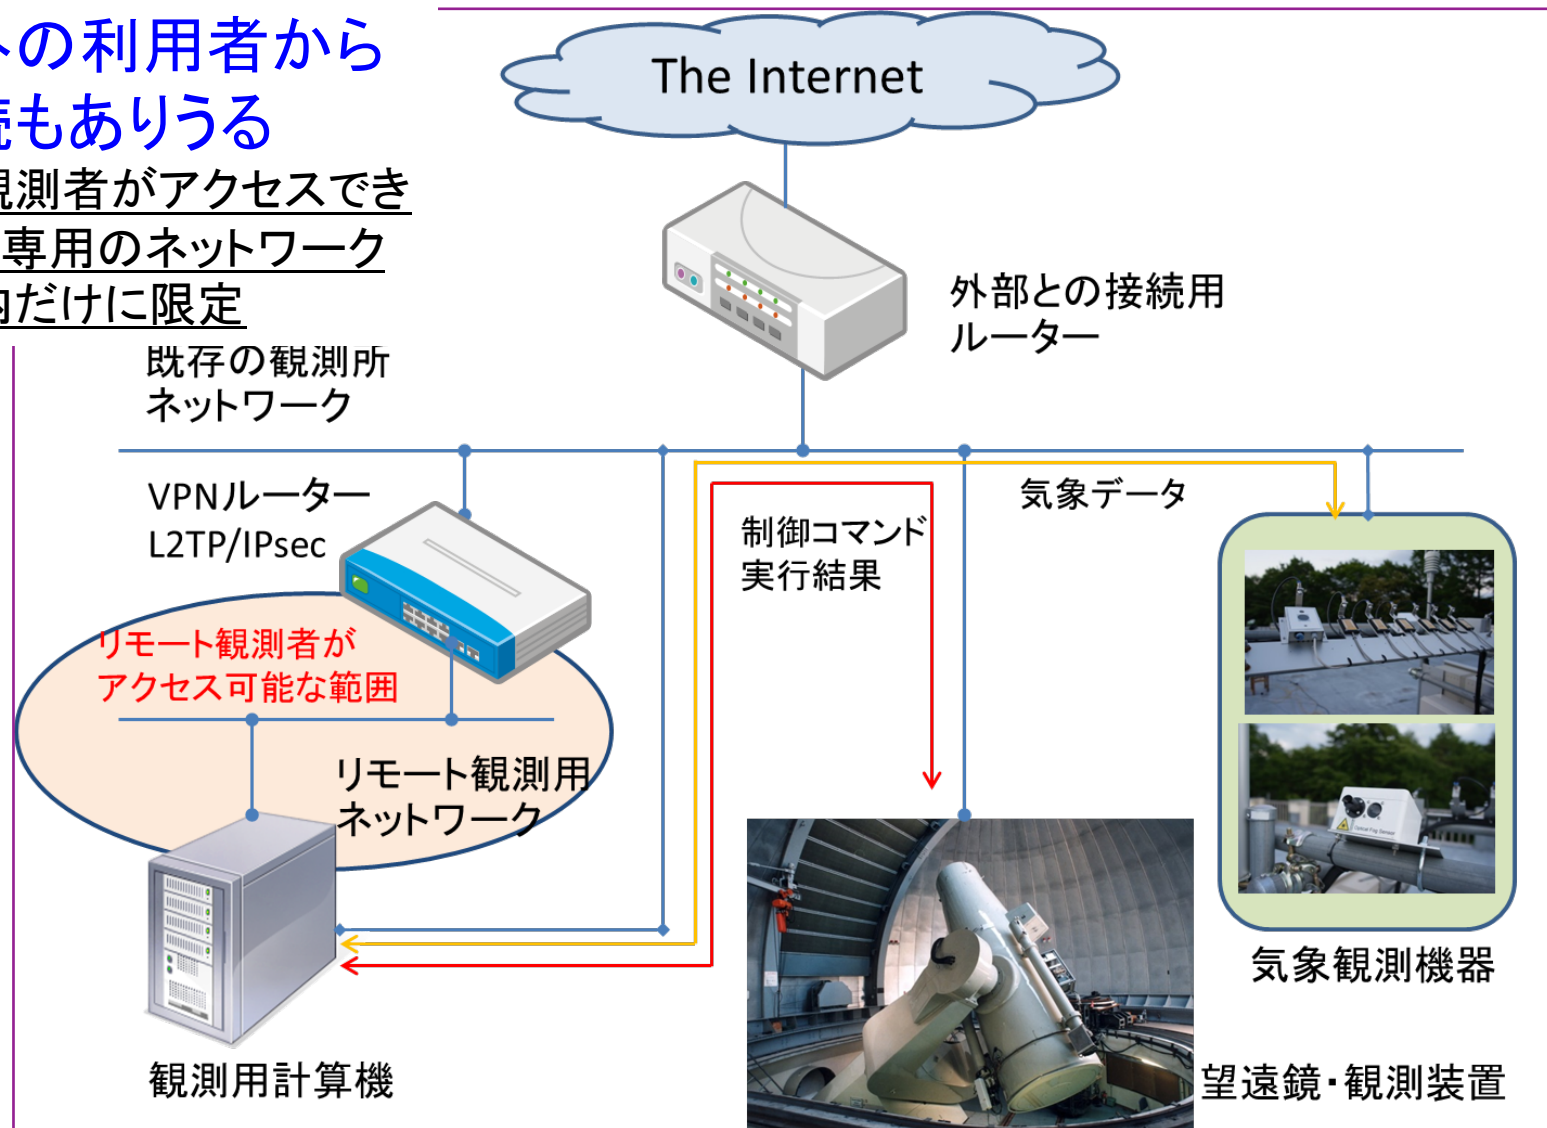 の利用者から
もありうる
観測者がアクセスでき
専用のネットワーク
内だけに限定
The Internet
外部との接続用
ルーター
既存の観測所
ネットワーク
VPNルーター
L2TP/IPsec
気象データ
制御コマンド
実行結果
リモート観測者が
アクセス可能な範囲
リモート観測用
ネットワーク
Optical Fog Sensor
気象観測機器
観測用計算機
望遠鏡・観測装置